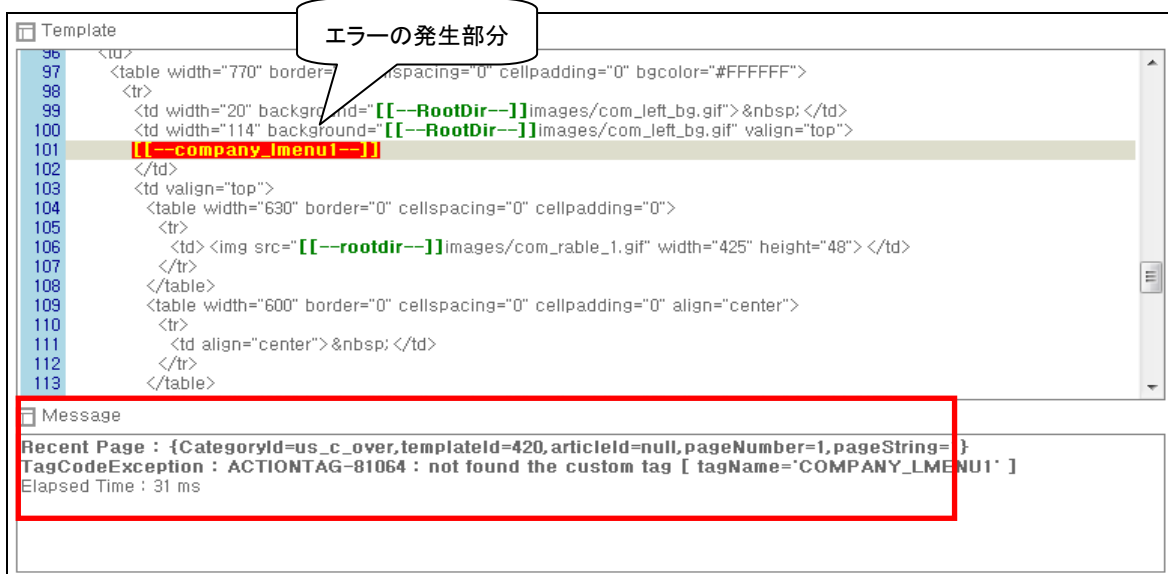 Template
エラーの発生部分
96 <td>
97 <table width="770" border= spacing="0" cellpadding="0" bgcolor="#FFFFFF">
98 <tr>
99 <td width="20" background="[[--RootDir--]]images/com_left_bg.gif">&nbsp;</td>
100 <td width="114" background="[[--RootDir--]]images/com_left_bg.gif" valign="top">
101 [[--company_lmenu1--]]
102 </td>
103 <td valign="top">
104 <table width="630" border="0" cellspacing="0" cellpadding="0">
105 <tr>
106 <td><img src="[[--rootdir--]]images/com_rable_1.gif" width="425" height="48"></td>
107 </tr>
108 </table>
109 <table width="600" border="0" cellspacing="0" cellpadding="0" align="center">
110 <tr>
111 <td align="center">&nbsp;</td>
112 </tr>
113 </table>
Message
Recent Page : {CategoryId=us_c_over,templateId=420,articleId=null,pageNumber=1,pageString= }
TagCodeException : ACTIONTAG-81064 : not found the custom tag [ tagName='COMPANY_LMENU1' ]
Elapsed Time : 31 ms